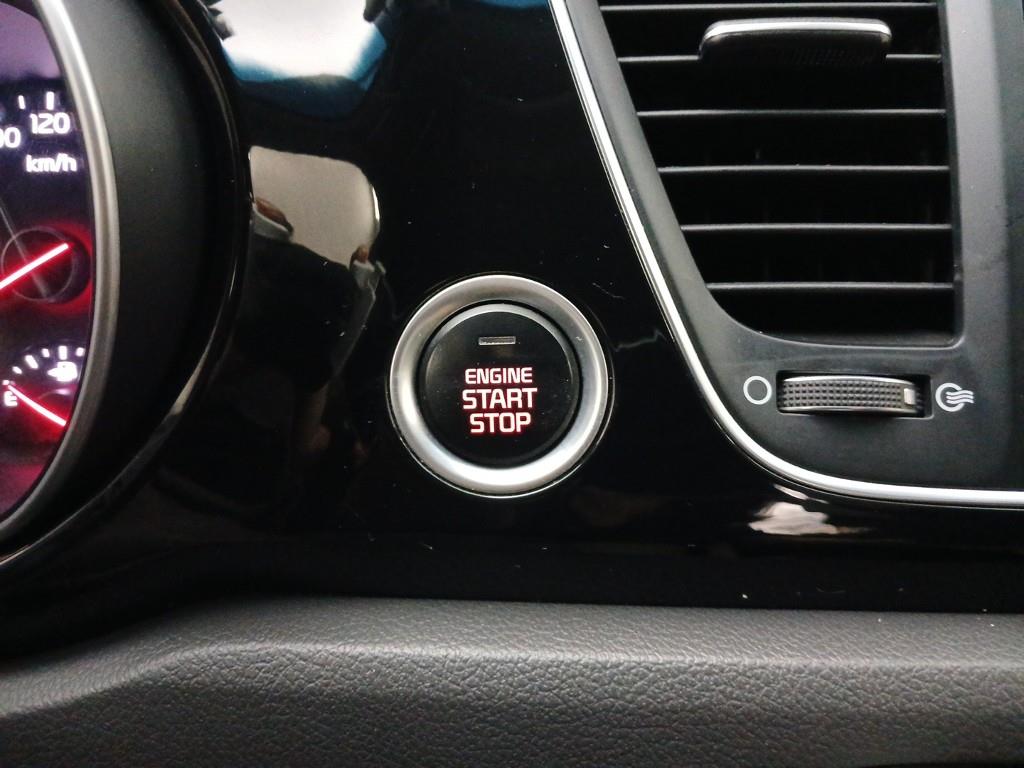 120
km/h
E
ENGINE
START
STOP